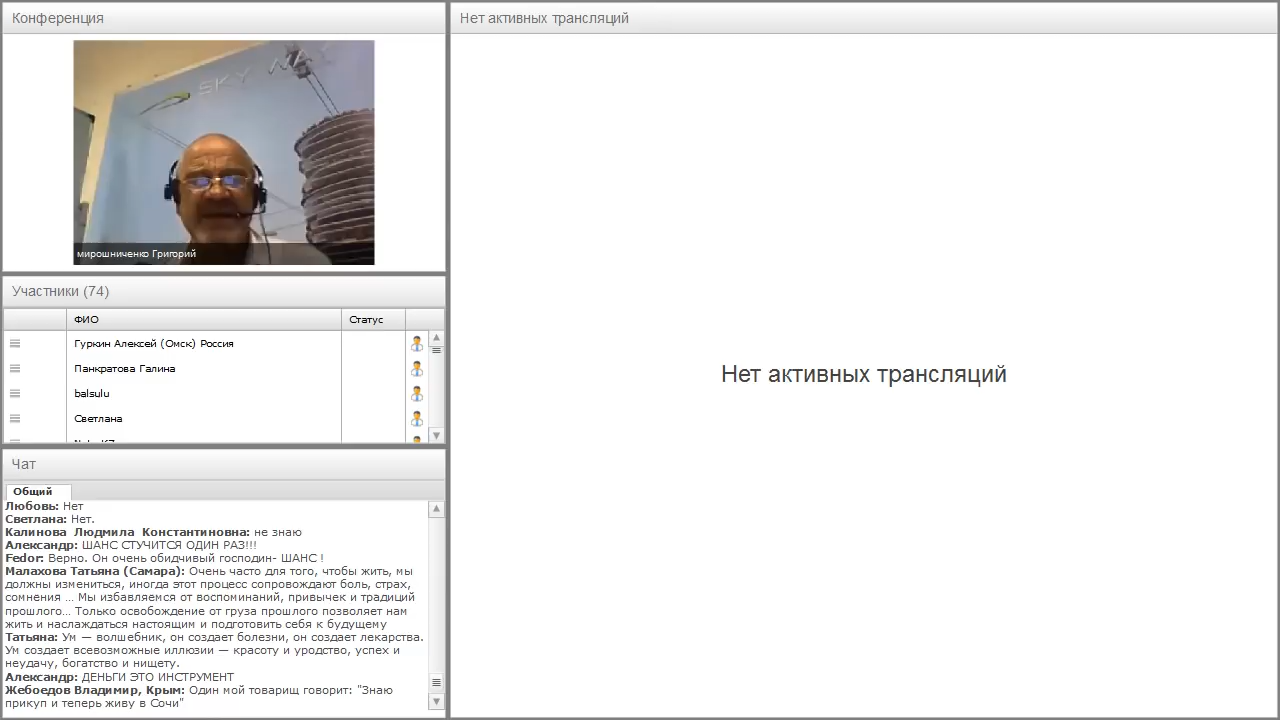 Конференция
SKY WAY
мирошниченко Григорий
Участники (74)
ФИО
Статус
Гуркин Алексей (Омск) Россия
Панкратова Галина
balsulu
Светлана
Чат
Общий
Любовь: Нет
Светлана: Нет.
Калинова Людмила Константиновна: не знаю
Александр: ШАНС СТУЧИТСЯ ОДИН РАЗ!!!
Fedor: Верно. Он очень обидчивый господин- ШАНС !
Малахова Татьяна (Самара): Очень часто для того, чтобы жить, мы
должны измениться, иногда этот процесс сопровождают боль, страх,
сомнения ... Мы избавляемся от воспоминаний, привычек и традиций
прошлого... Только освобождение от груза прошлого позволяет нам
жить и наслаждаться настоящим и подготовить себя к будущему
Татьяна: Ум — волшебник, он создает болезни, он создает лекарства.
Ум создает всевозможные иллюзии — красоту и уродство, успех и
неудачу, богатство и нищету.
Александр: ДЕНЬГИ ЭТО ИНСТРУМЕНТ
Жебоедов Владимир, Крым: Один мой товарищ говорит: "Знаю
прикуп и теперь живу в Сочи"
Нет активных трансляций
Нет активных трансляций